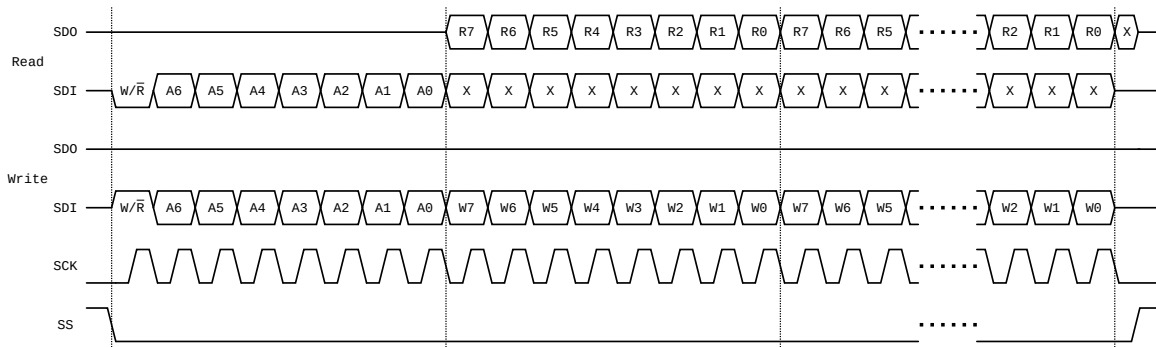 SDO R7 R6 R5 R4 R3 R2 R1 R0 R7 R6 R5 R2 R1 R0 X
Read
SDI W/R̅ A6 A5 A4 A3 A2 A1 A0 X X X X X X X X X X X X X X
SDO
Write
SDI W/R̅ A6 A5 A4 A3 A2 A1 A0 W7 W6 W5 W4 W3 W2 W1 W0 W7 W6 W5 W2 W1 W0
SCK
SS